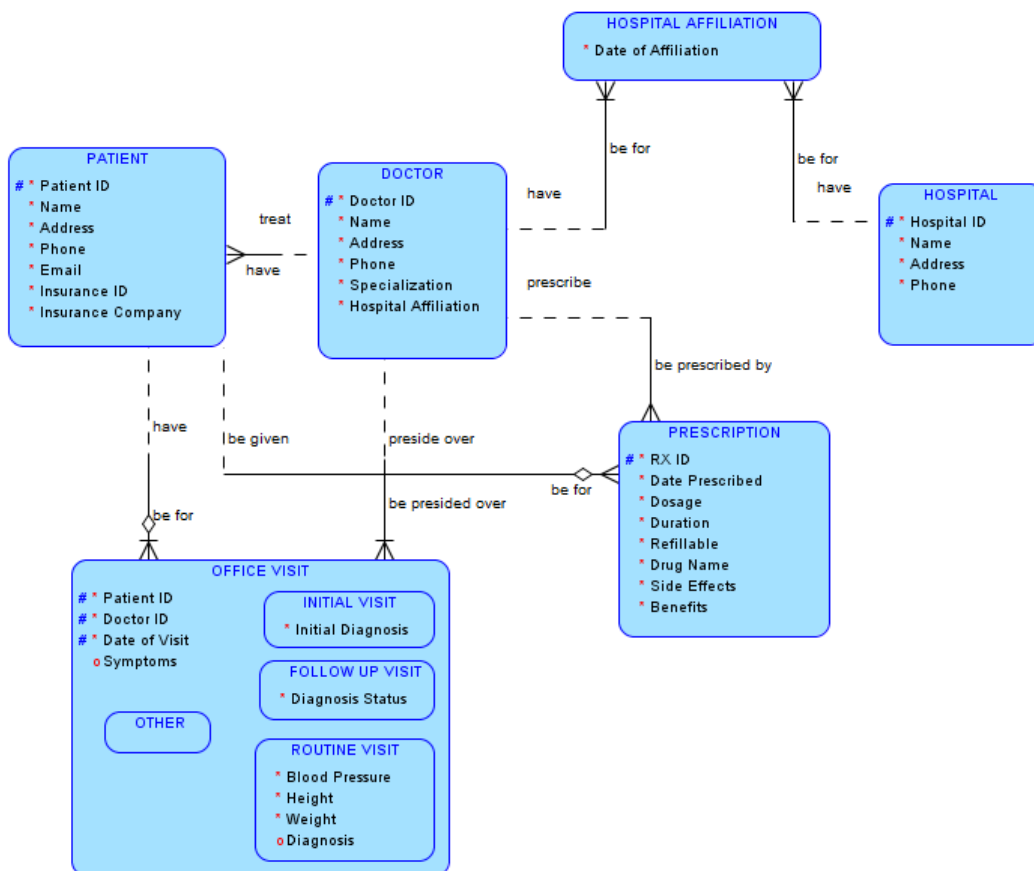 HOSPITAL AFFILIATION
* Date of Affiliation
be for
be for
have
have
PATIENT
# * Patient ID
* Name
* Address
* Phone
* Email
* Insurance ID
* Insurance Company
treat
have
DOCTOR
# * Doctor ID
* Name
* Address
* Phone
* Specialization
* Hospital Affiliation
HOSPITAL
# * Hospital ID
* Name
* Address
* Phone
prescribe
be prescribed by
have
be given
preside over
be for
be presided over
be for
PRESCRIPTION
# * RX ID
* Date Prescribed
* Dosage
* Duration
* Refillable
* Drug Name
* Side Effects
* Benefits
OFFICE VISIT
# * Patient ID
# * Doctor ID
# * Date of Visit
o Symptoms
OTHER
INITIAL VISIT
* Initial Diagnosis
FOLLOW UP VISIT
* Diagnosis Status
ROUTINE VISIT
* Blood Pressure
* Height
* Weight
o Diagnosis